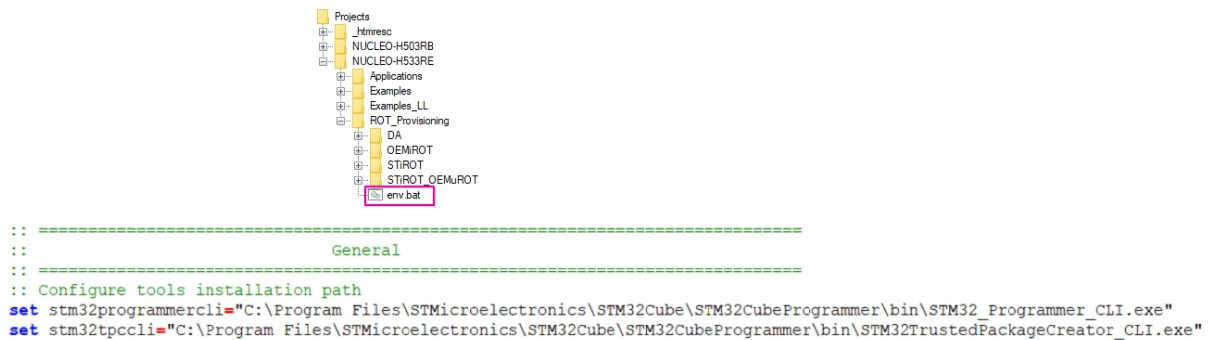 Projects
_htmresc
NUCLEO-H503RB
NUCLEO-H533RE
Applications
Examples
Examples_LL
ROT_Provisioning
DA
OEMiROT
STiROT
STiROT_OEMuROT
env.bat
:: ==============================================================================
:: General
:: ==============================================================================
:: Configure tools installation path
set stm32programmercli="C:\Program Files\STMicroelectronics\STM32Cube\STM32CubeProgrammer\bin\STM32_Programmer_CLI.exe"
set stm32tpccli="C:\Program Files\STMicroelectronics\STM32Cube\STM32CubeProgrammer\bin\STM32TrustedPackageCreator_CLI.exe"